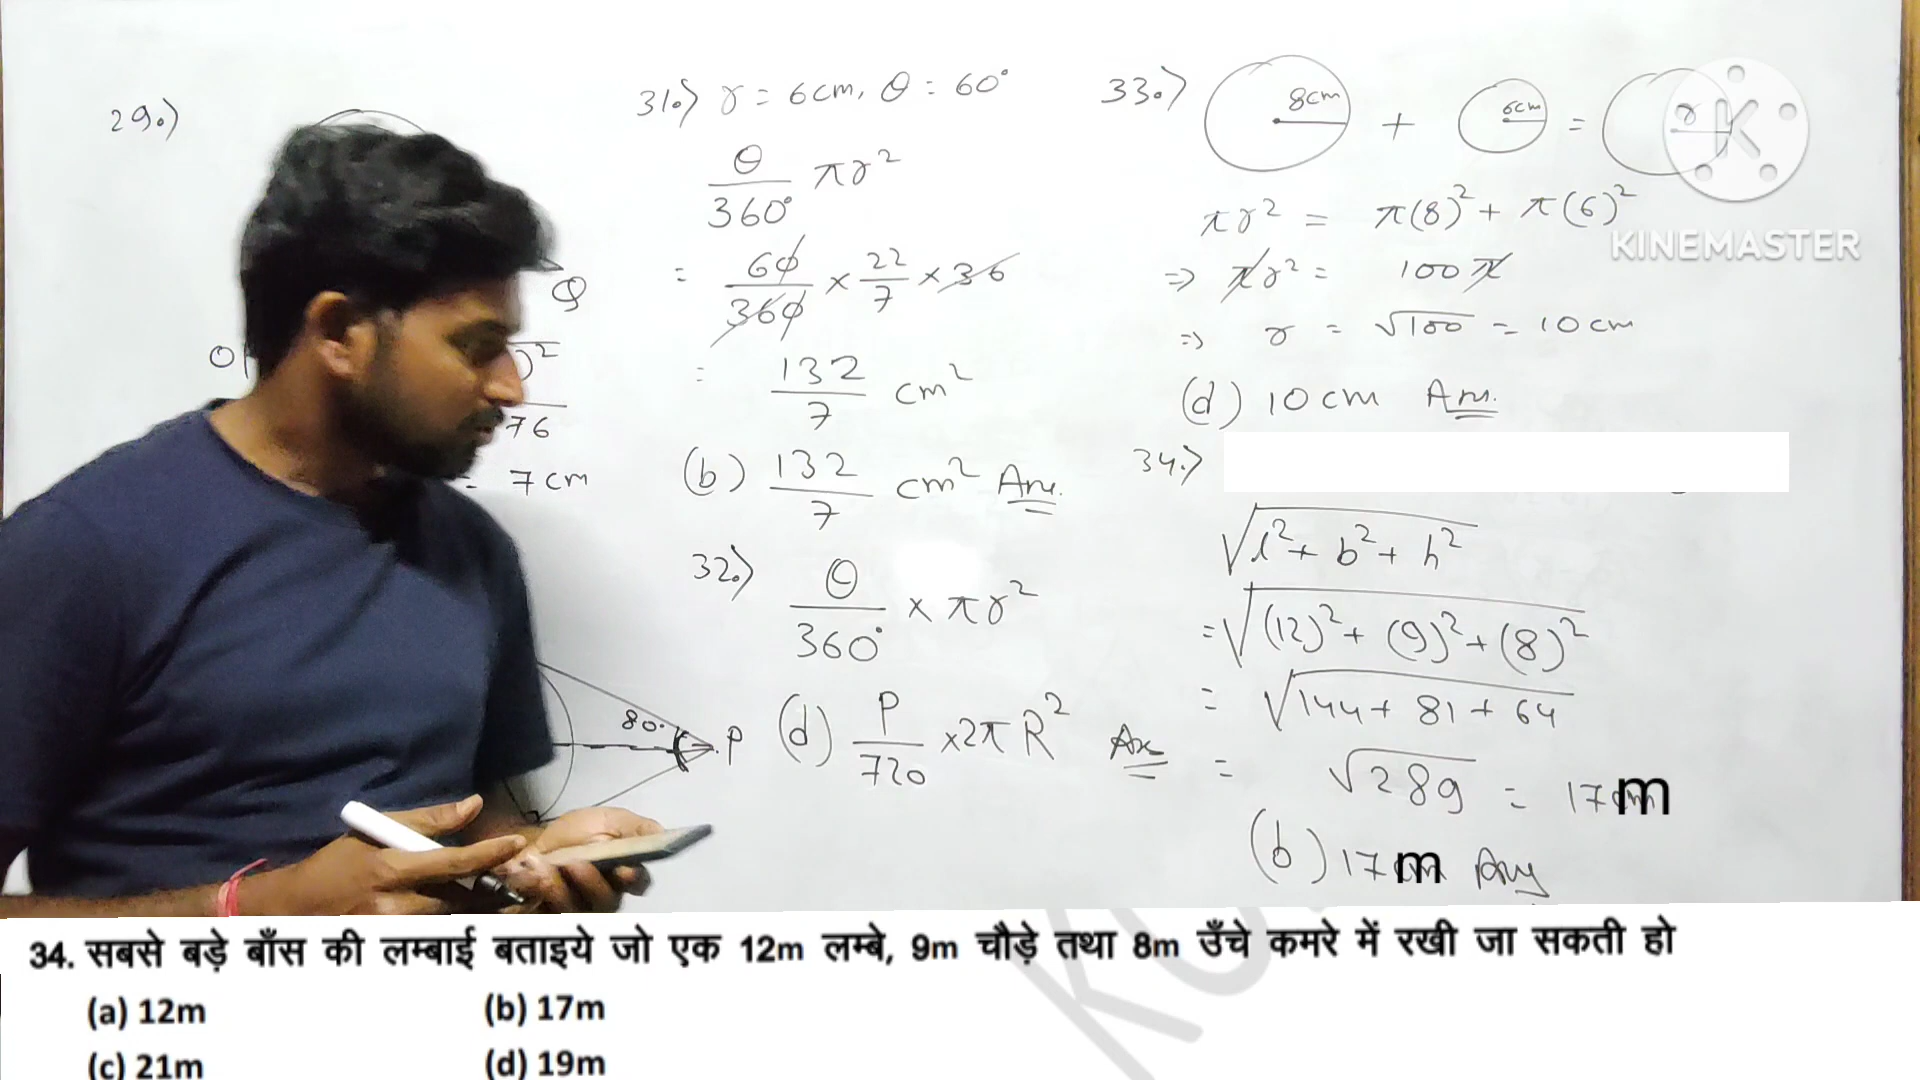 29.)
Q
O
)²
76
= 7cm
80°
P
31.) r = 6cm, θ = 60°
θ/360° πr²
= 60/360 × 22/7 × 36
= 132/7 cm²
(b) 132/7 cm² Ans.
32.) θ/360° × πr²
(d) P/720 × 2πR² Ans
33.) 8cm + 6cm = r
πr² = π(8)² + π(6)²
=> πr² = 100π
=> r = √100 = 10cm
(d) 10cm Ans.
34.)
√l² + b² + h²
= √(12)² + (9)² + (8)²
= √144 + 81 + 64
= √289 = 17m
(b) 17m Ans
KINEMASTER
34. सबसे बड़े बाँस की लम्बाई बताइये जो एक 12m लम्बे, 9m चौड़े तथा 8m उँचे कमरे में रखी जा सकती हो
(a) 12m (b) 17m
(c) 21m (d) 19m